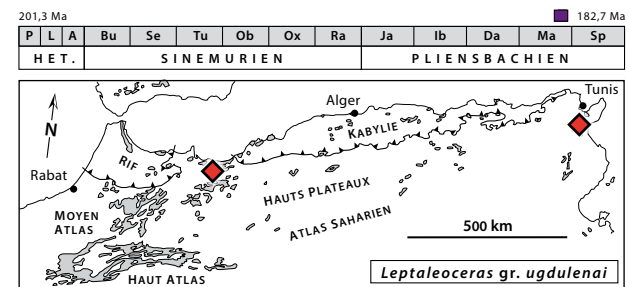 201,3 Ma 182,7 Ma
P L A Bu Se Tu Ob Ox Ra Ja Ib Da Ma Sp
HET. SINEMURIEN PLIENSBACHIEN
Tunis
Alger
KABYLIE
N
RIF
Rabat
HAUTS PLATEAUX
MOYEN
ATLAS
ATLAS SAHARIEN
500 km
HAUT ATLAS
Leptaleoceras gr. ugdulenai